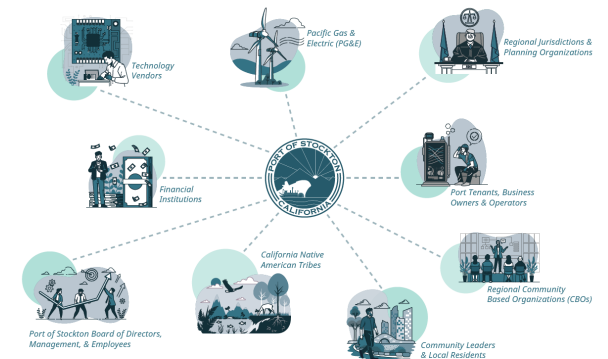 Pacific Gas &
Electric (PG&E)
Regional Jurisdictions &
Planning Organizations
Technology
Vendors
PORT OF STOCKTON
CALIFORNIA
Financial
Institutions
Port Tenants, Business
Owners & Operators
California Native
American Tribes
Regional Community
Based Organizations (CBOs)
Port of Stockton Board of Directors,
Management, & Employees
Community Leaders
& Local Residents